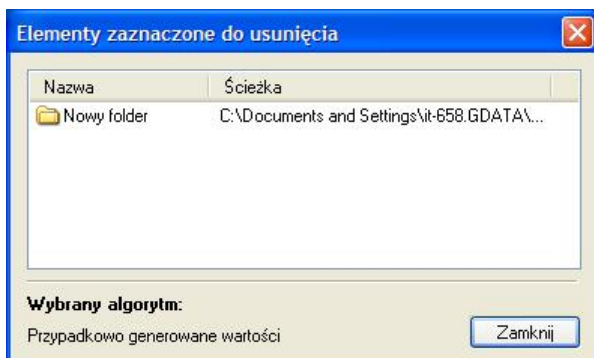 Elementy zaznaczone do usunięcia
Nazwa Ścieżka
Nowy folder C:\Documents and Settings\it-658.GDATA\...
Wybrany algorytm:
Przypadkowo generowane wartości
Zamknij